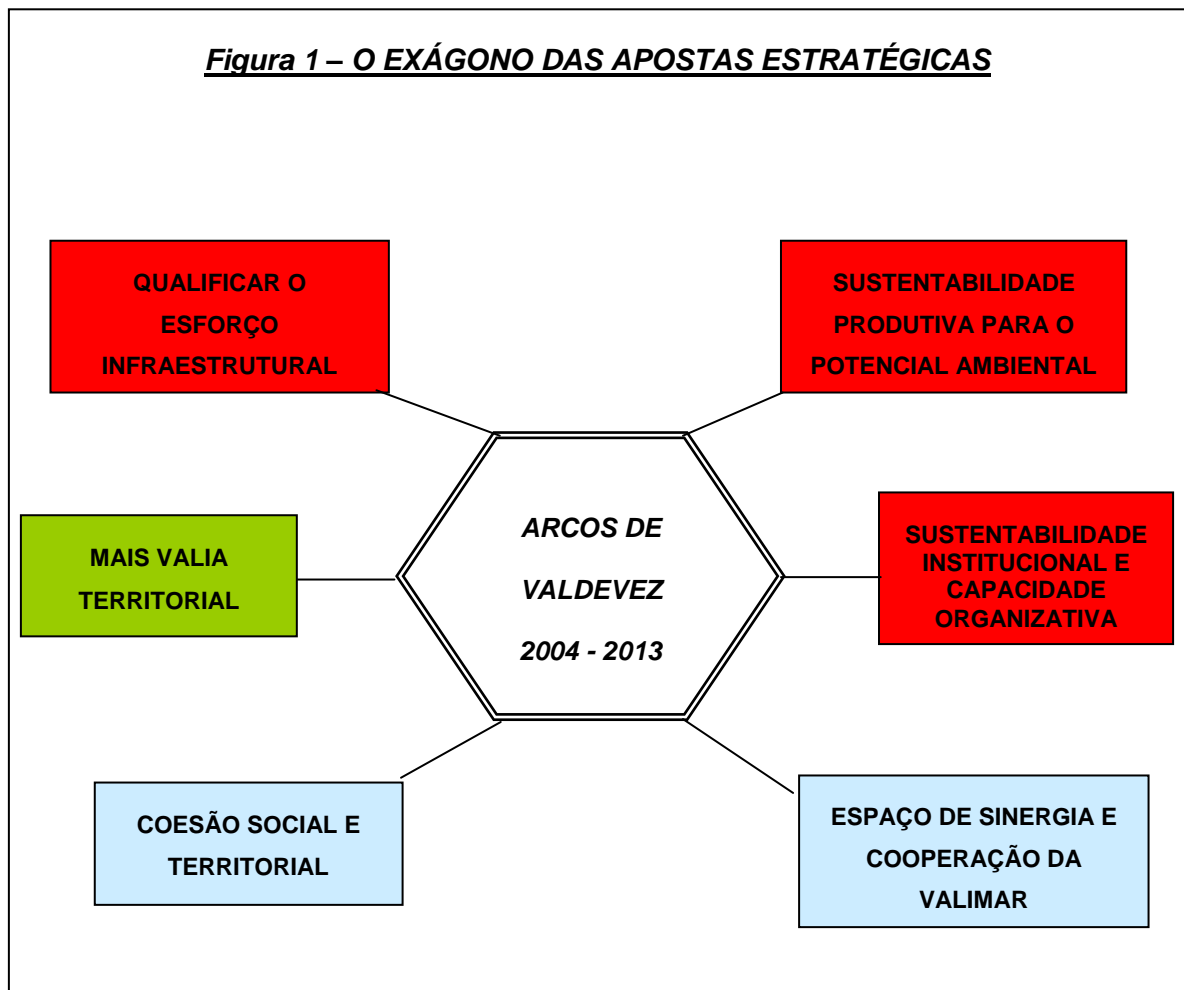 Figura 1 – O EXÁGONO DAS APOSTAS ESTRATÉGICAS
QUALIFICAR O
ESFORÇO
INFRAESTRUTURAL
SUSTENTABILIDADE
PRODUTIVA PARA O
POTENCIAL AMBIENTAL
MAIS VALIA
TERRITORIAL
ARCOS DE
VALDEVEZ
2004 - 2013
SUSTENTABILIDADE
INSTITUCIONAL E
CAPACIDADE
ORGANIZATIVA
COESÃO SOCIAL E
TERRITORIAL
ESPAÇO DE SINERGIA E
COOPERAÇÃO DA
VALIMAR